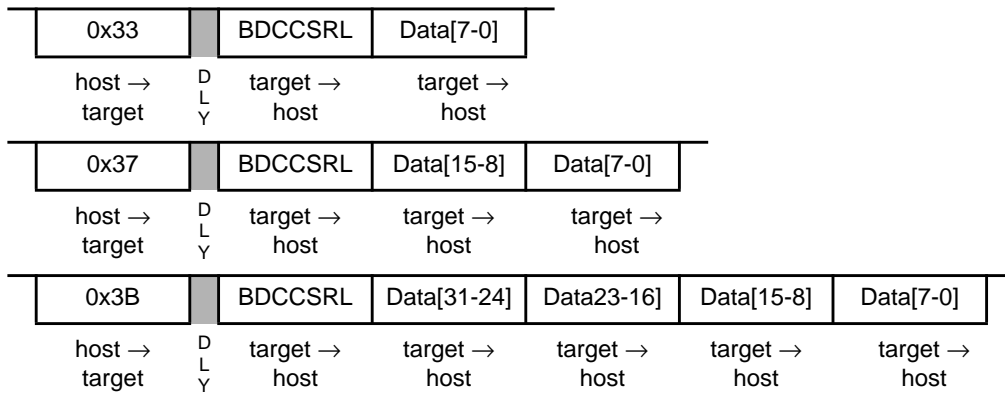 0x33 BDCCSRL Data[7-0]
host → D L Y target → target →
target host host
0x37 BDCCSRL Data[15-8] Data[7-0]
host → D L Y target → target → target →
target host host host
0x3B BDCCSRL Data[31-24] Data23-16] Data[15-8] Data[7-0]
host → D L Y target → target → target → target → target →
target host host host host host